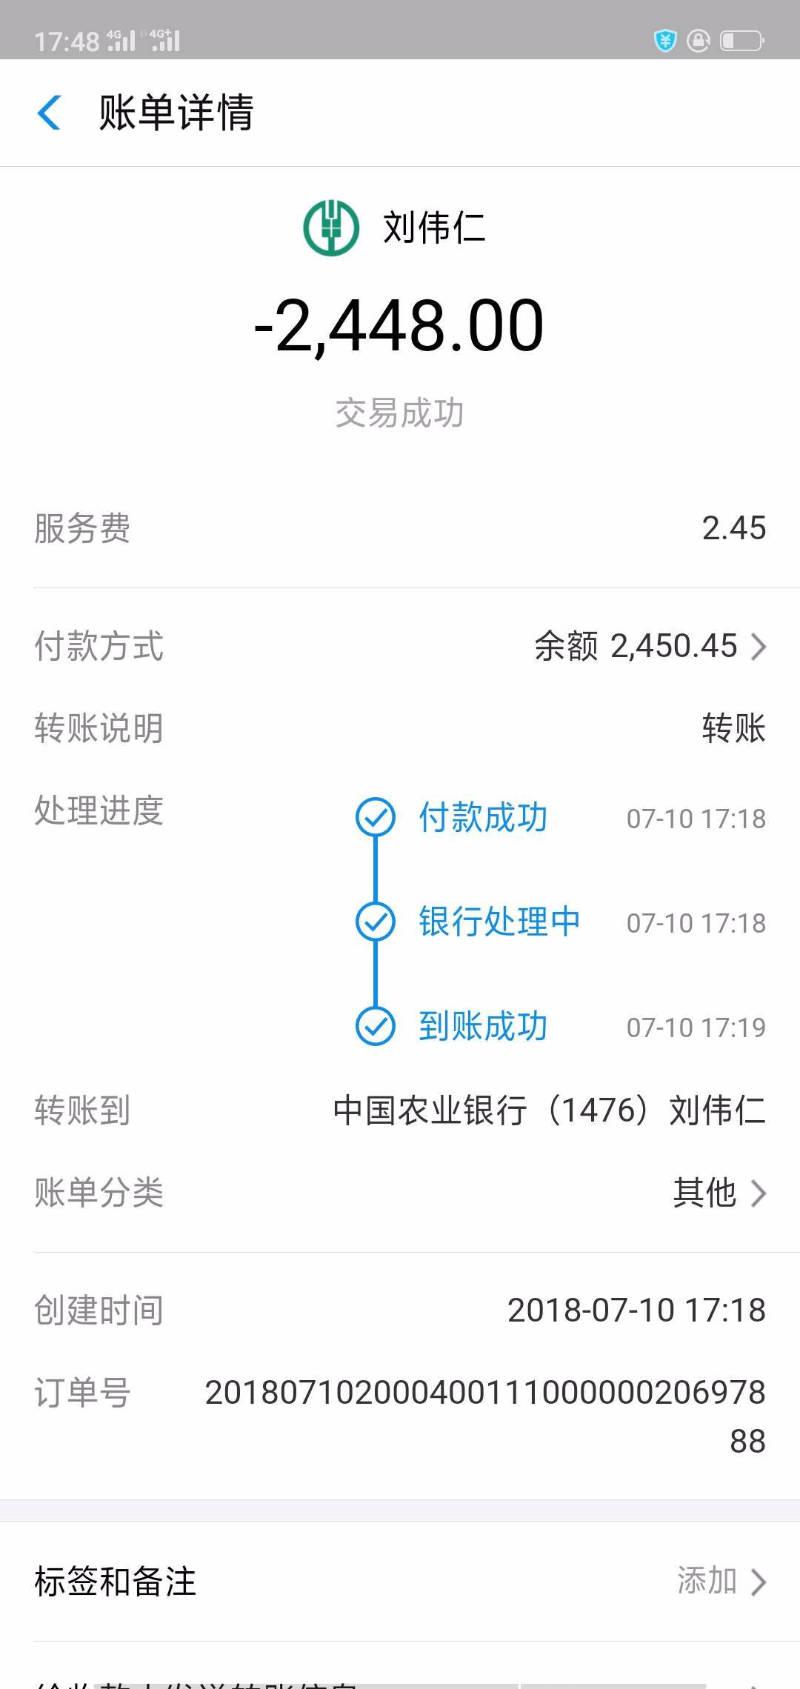 17:48 4G 4G+
账单详情
刘伟仁
-2,448.00
交易成功
服务费 2.45
付款方式 余额 2,450.45
转账说明 转账
处理进度 付款成功 07-10 17:18
银行处理中 07-10 17:18
到账成功 07-10 17:19
转账到 中国农业银行（1476）刘伟仁
账单分类 其他
创建时间 2018-07-10 17:18
订单号 201807102000400111000000206978
88
标签和备注 添加